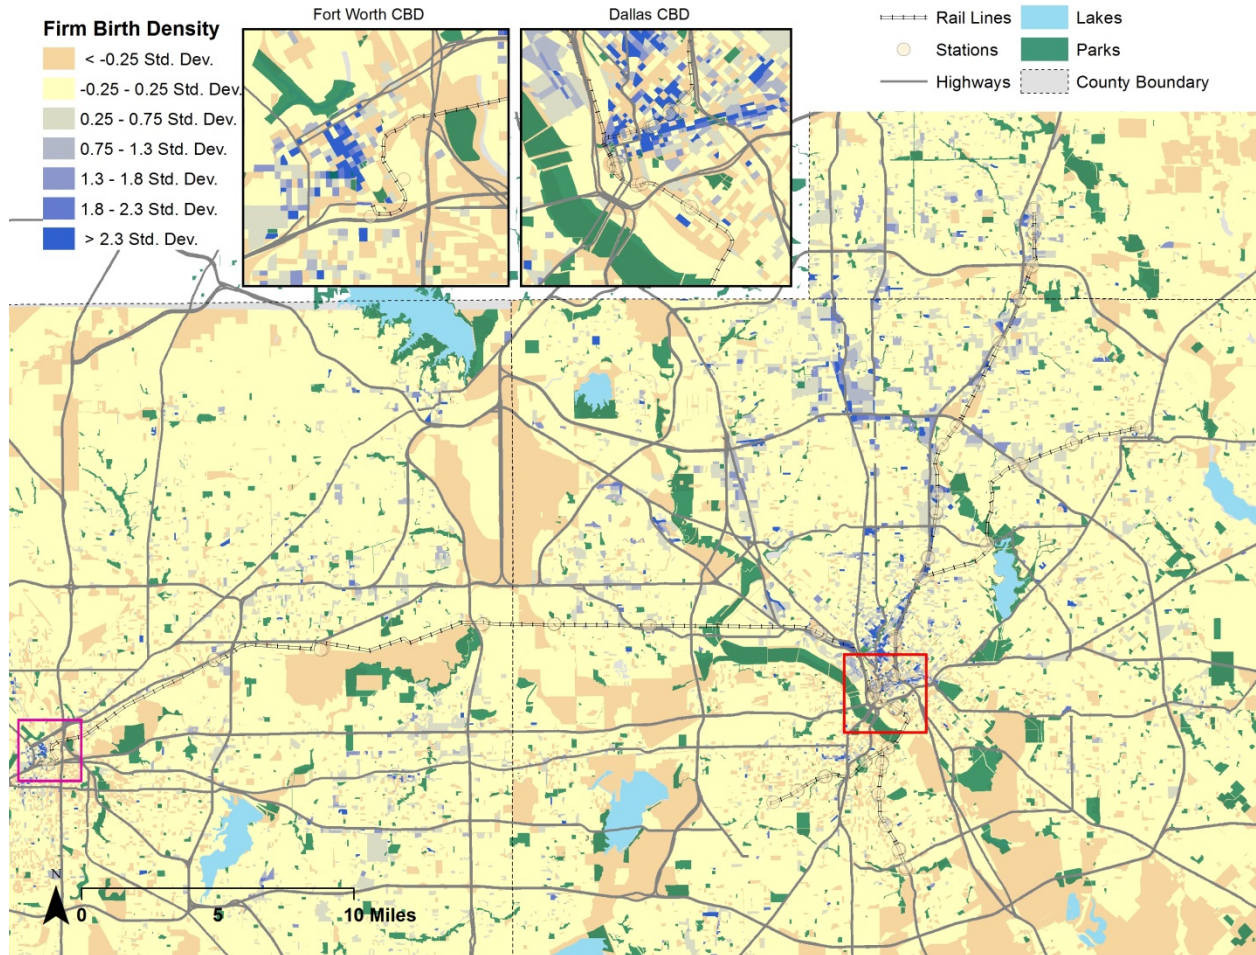 Fort Worth CBD
Dallas CBD
Firm Birth Density
< -0.25 Std. Dev.
-0.25 - 0.25 Std. Dev.
0.25 - 0.75 Std. Dev.
0.75 - 1.3 Std. Dev.
1.3 - 1.8 Std. Dev.
1.8 - 2.3 Std. Dev.
> 2.3 Std. Dev.
Rail Lines
Stations
Highways
Lakes
Parks
County Boundary
N
0 5 10 Miles